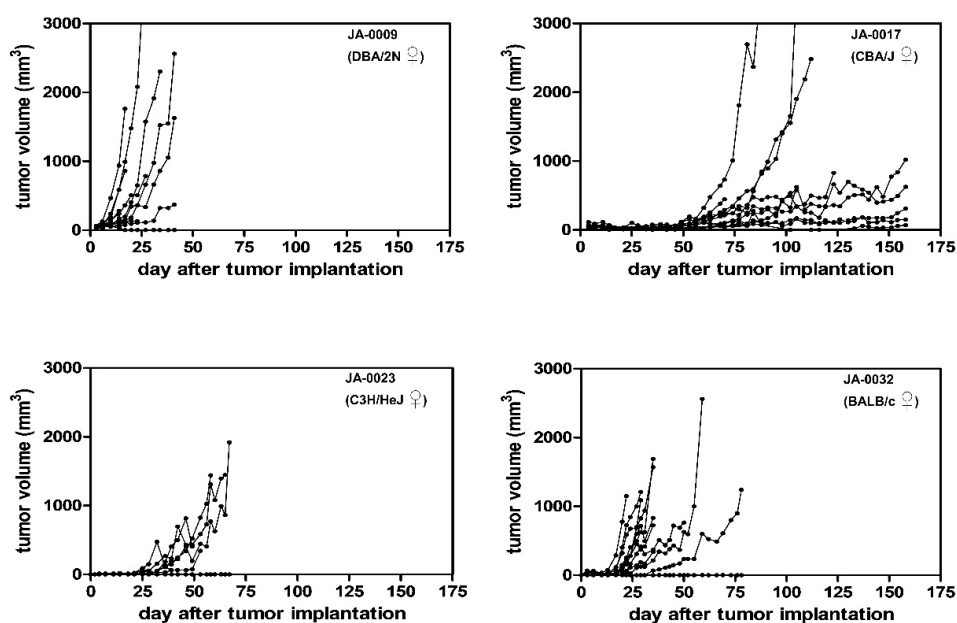 3000
2000
1000
0
tumor volume (mm³)
JA-0009
(DBA/2N ♀)
0 25 50 75 100 125 150 175
day after tumor implantation
3000
2000
1000
0
tumor volume (mm³)
JA-0017
(CBA/J ♀)
0 25 50 75 100 125 150 175
day after tumor implantation
3000
2000
1000
0
tumor volume (mm³)
JA-0023
(C3H/HeJ ♀)
0 25 50 75 100 125 150 175
day after tumor implantation
3000
2000
1000
0
tumor volume (mm³)
JA-0032
(BALB/c ♀)
0 25 50 75 100 125 150 175
day after tumor implantation